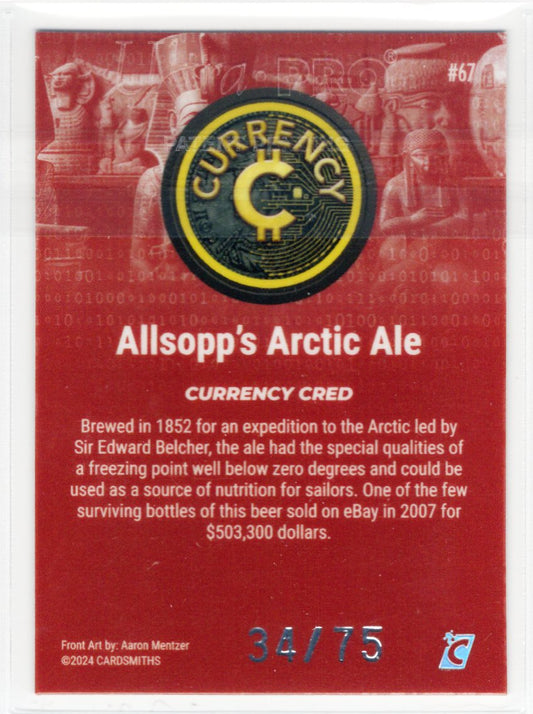 PRO
#67
CURRENCY
Allsopp's Arctic Ale
CURRENCY CRED
Brewed in 1852 for an expedition to the Arctic led by
Sir Edward Belcher, the ale had the special qualities of
a freezing point well below zero degrees and could be
used as a source of nutrition for sailors. One of the few
surviving bottles of this beer sold on eBay in 2007 for
$503,300 dollars.
Front Art by: Aaron Mentzer
©2024 CARDSMITHS
34/75